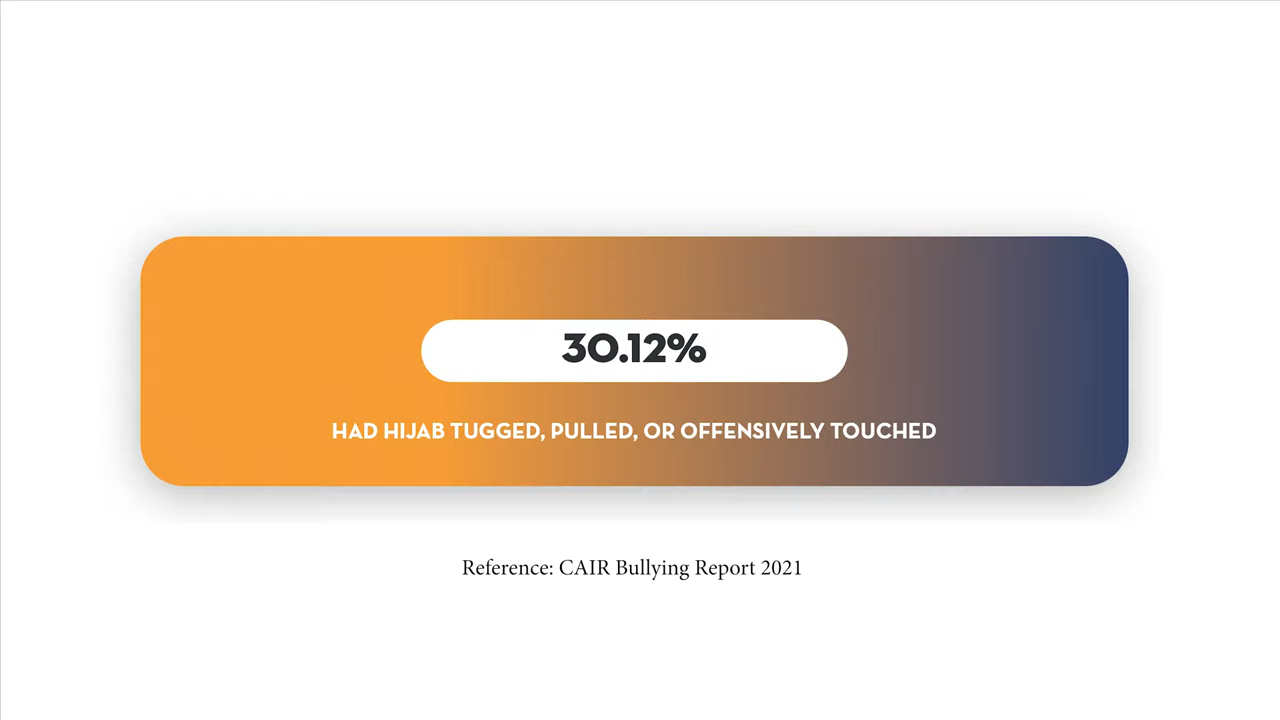 30.12%
HAD HIJAB TUGGED, PULLED, OR OFFENSIVELY TOUCHED
Reference: CAIR Bullying Report 2021